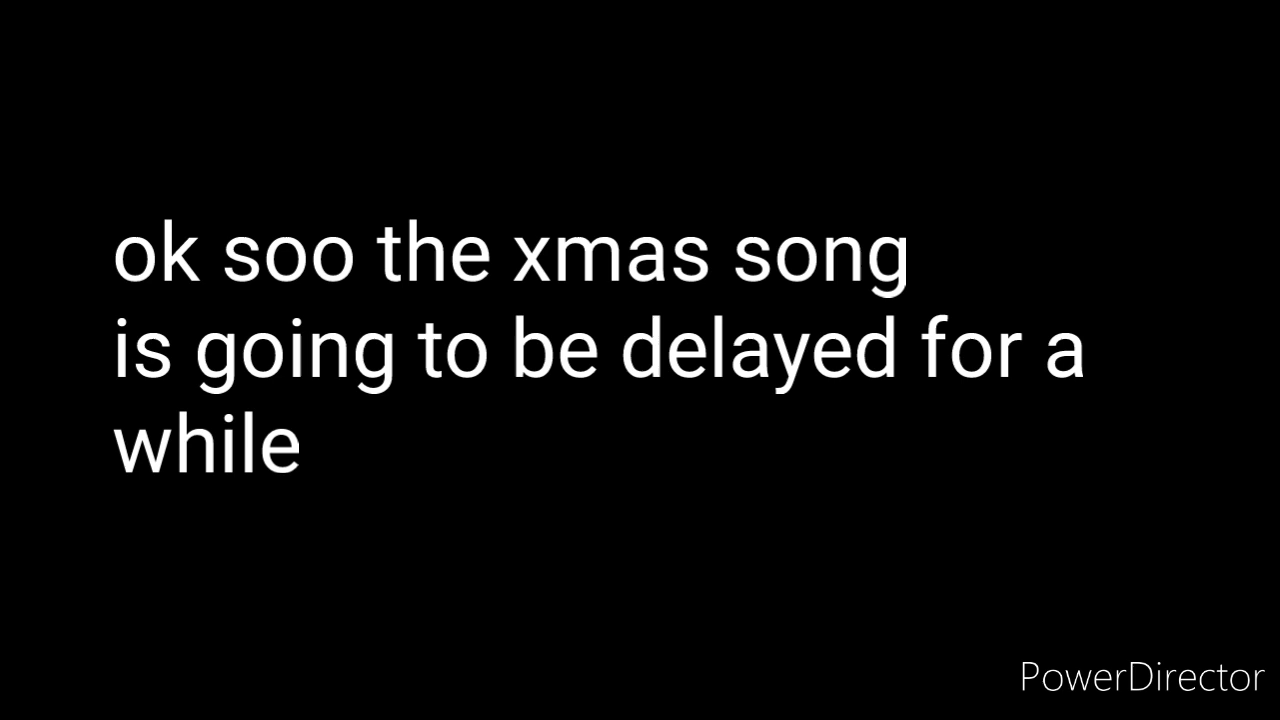 ok soo the xmas song
is going to be delayed for a
while
PowerDirector